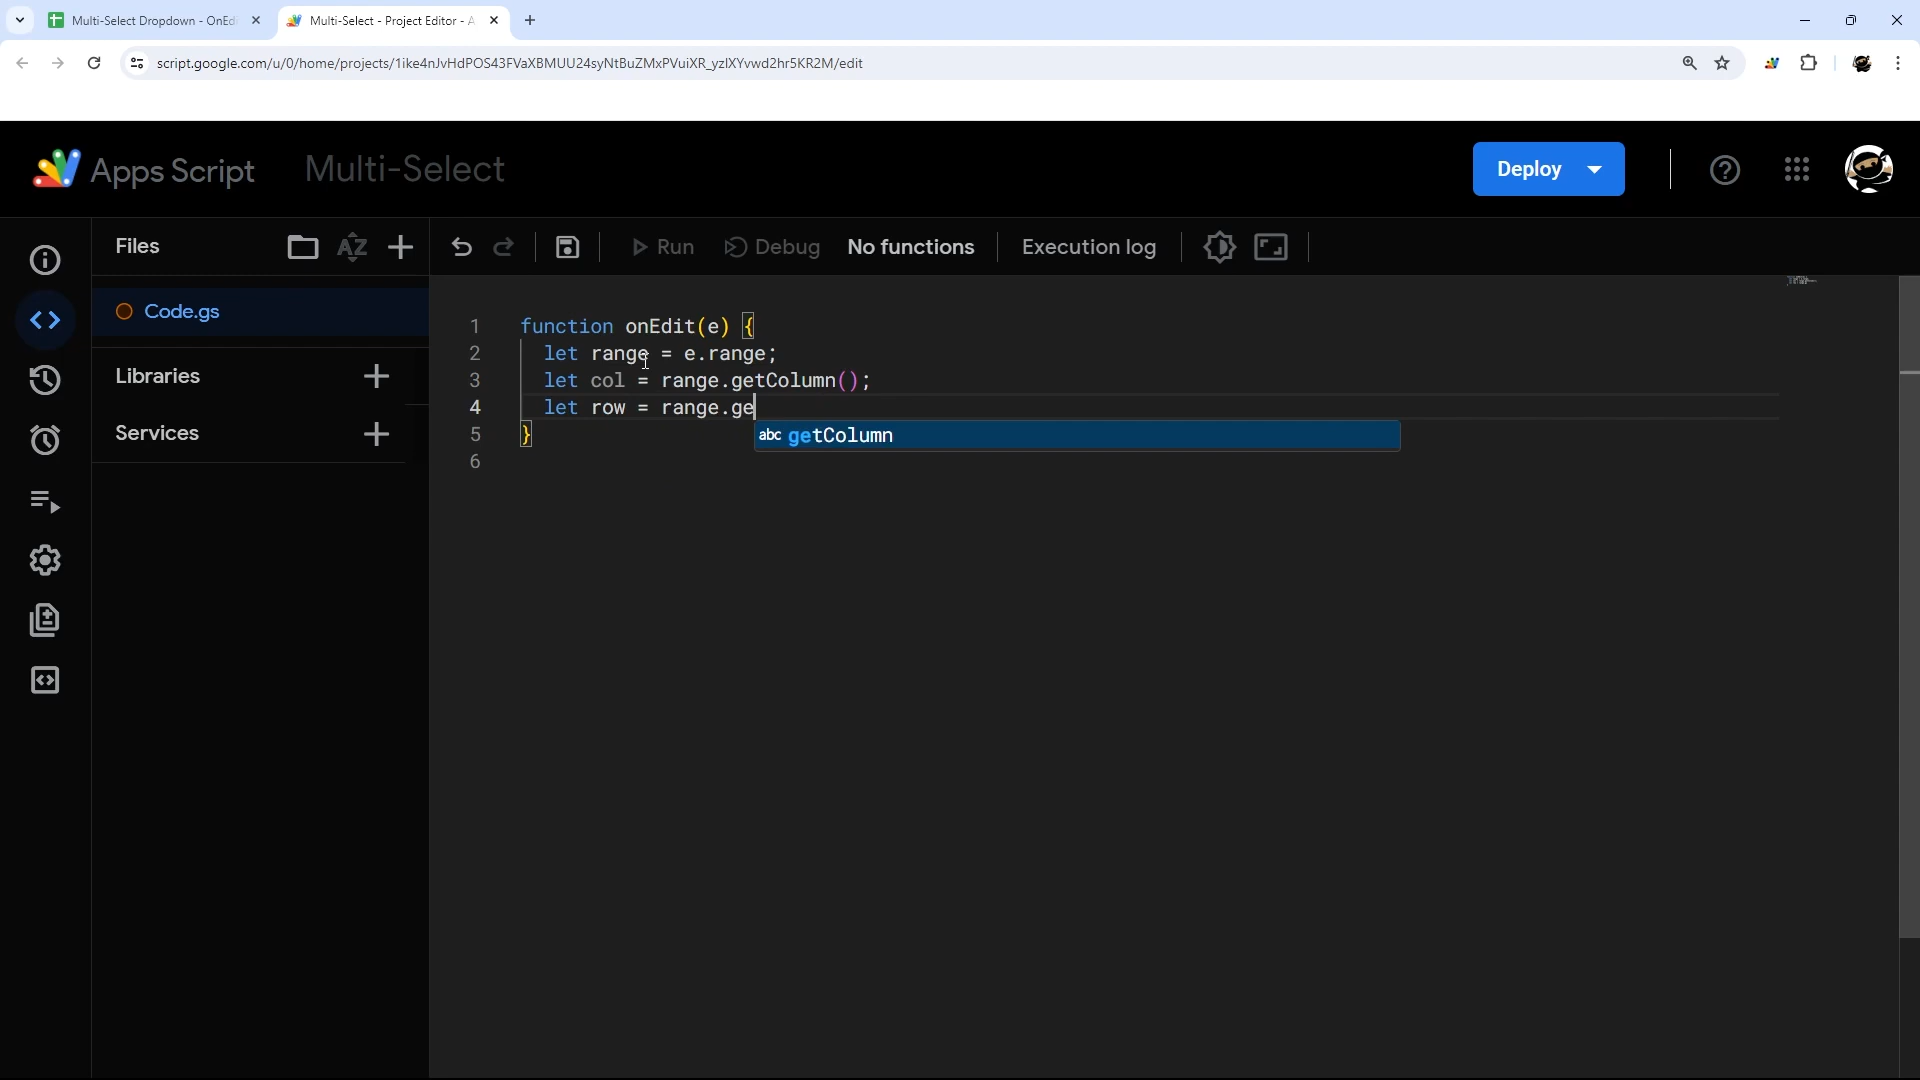 Multi-Select Dropdown - OnEd
Multi-Select - Project Editor - A
script.google.com/u/0/home/projects/1ike4nJvHdPOS43FVaXBMUU24syNtBuZMxPVuiXR_yzIXYvwd2hr5KR2M/edit
Apps Script
Multi-Select
Deploy
Files
Run
Debug
No functions
Execution log
Code.gs
Libraries
Services
1 function onEdit(e) {
2 let range = e.range;
3 let col = range.getColumn();
4 let row = range.ge
5 }
abc getColumn
6